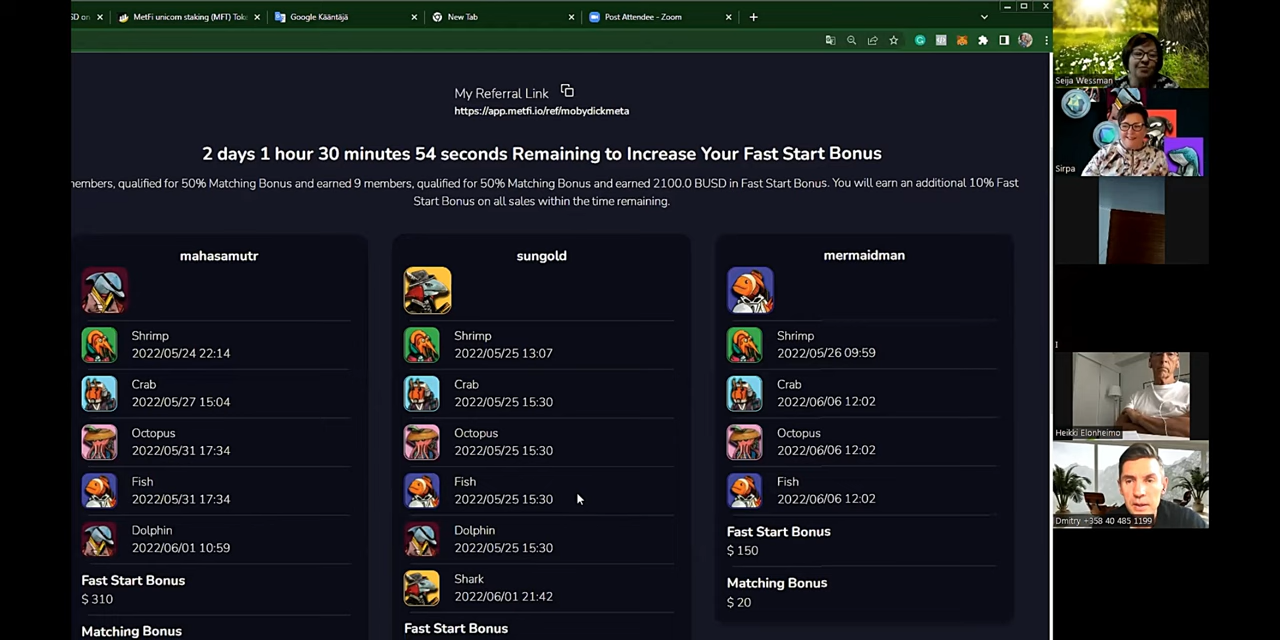 SD on
MetFi unicorn staking (MFT) Tok
Google Kääntäjä
New Tab
Post Attendee - Zoom
My Referral Link
https://app.metfi.io/ref/mobydickmeta
2 days 1 hour 30 minutes 54 seconds Remaining to Increase Your Fast Start Bonus
members, qualified for 50% Matching Bonus and earned 9 members, qualified for 50% Matching Bonus and earned 2100.0 BUSD in Fast Start Bonus. You will earn an additional 10% Fast
Start Bonus on all sales within the time remaining.
mahasamutr
Shrimp
2022/05/24 22:14
Crab
2022/05/27 15:04
Octopus
2022/05/31 17:34
Fish
2022/05/31 17:34
Dolphin
2022/06/01 10:59
Fast Start Bonus
$ 310
Matching Bonus
sungold
Shrimp
2022/05/25 13:07
Crab
2022/05/25 15:30
Octopus
2022/05/25 15:30
Fish
2022/05/25 15:30
Dolphin
2022/05/25 15:30
Shark
2022/06/01 21:42
Fast Start Bonus
mermaidman
Shrimp
2022/05/26 09:59
Crab
2022/06/06 12:02
Octopus
2022/06/06 12:02
Fish
2022/06/06 12:02
Fast Start Bonus
$ 150
Matching Bonus
$ 20
Seija Wessman
Sirpa
I
Heikki Elonheimo
Dmitry +358 40 485 1199